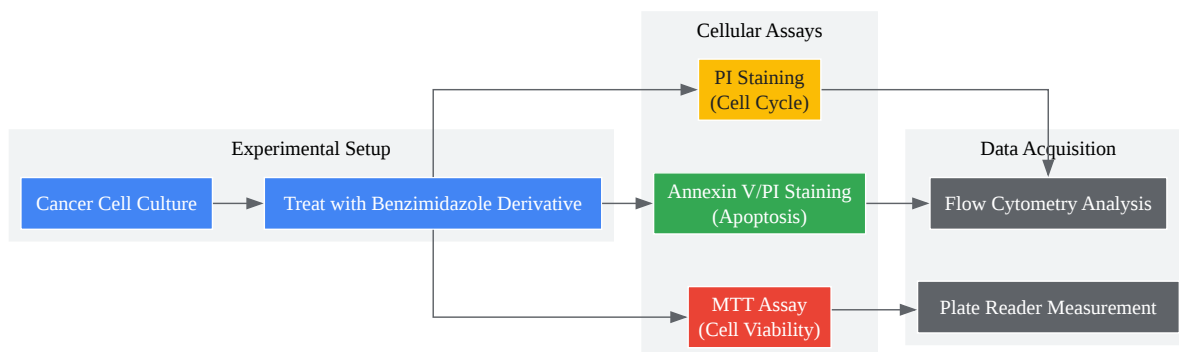 Cellular Assays
PI Staining
(Cell Cycle)
Experimental Setup
Data Acquisition
Cancer Cell Culture
Treat with Benzimidazole Derivative
Annexin V/PI Staining
(Apoptosis)
Flow Cytometry Analysis
MTT Assay
(Cell Viability)
Plate Reader Measurement